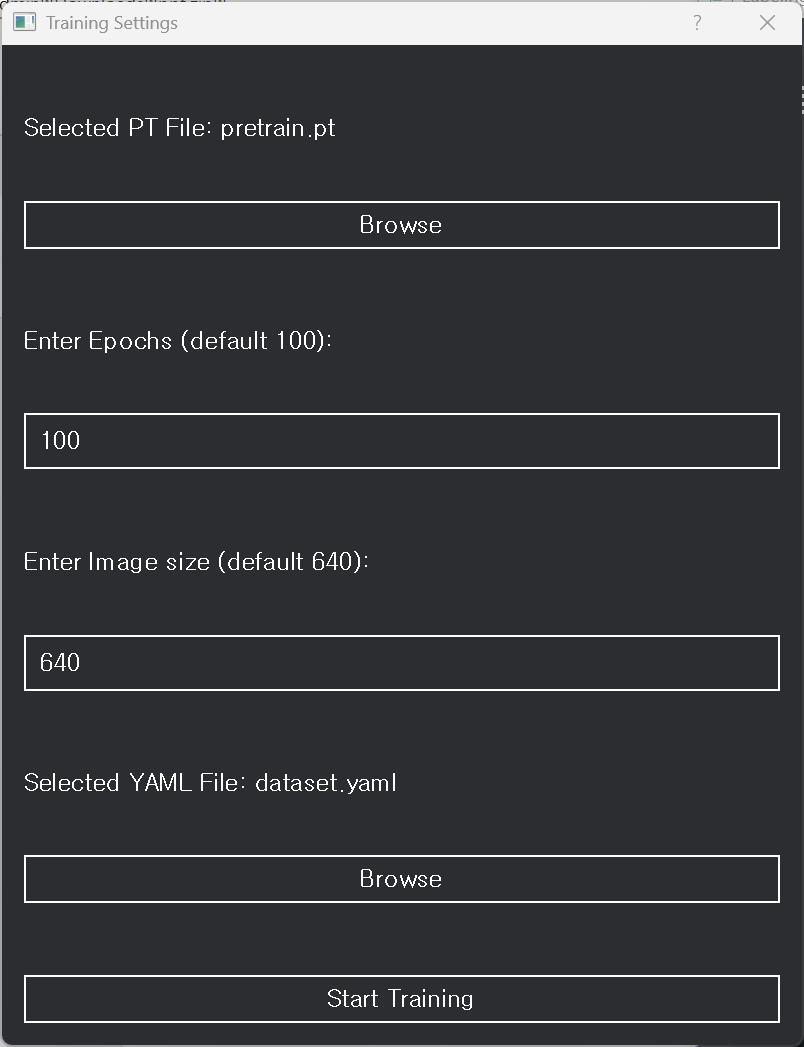 Training Settings
?
Selected PT File: pretrain.pt
Browse
Enter Epochs (default 100):
100
Enter Image size (default 640):
640
Selected YAML File: dataset.yaml
Browse
Start Training